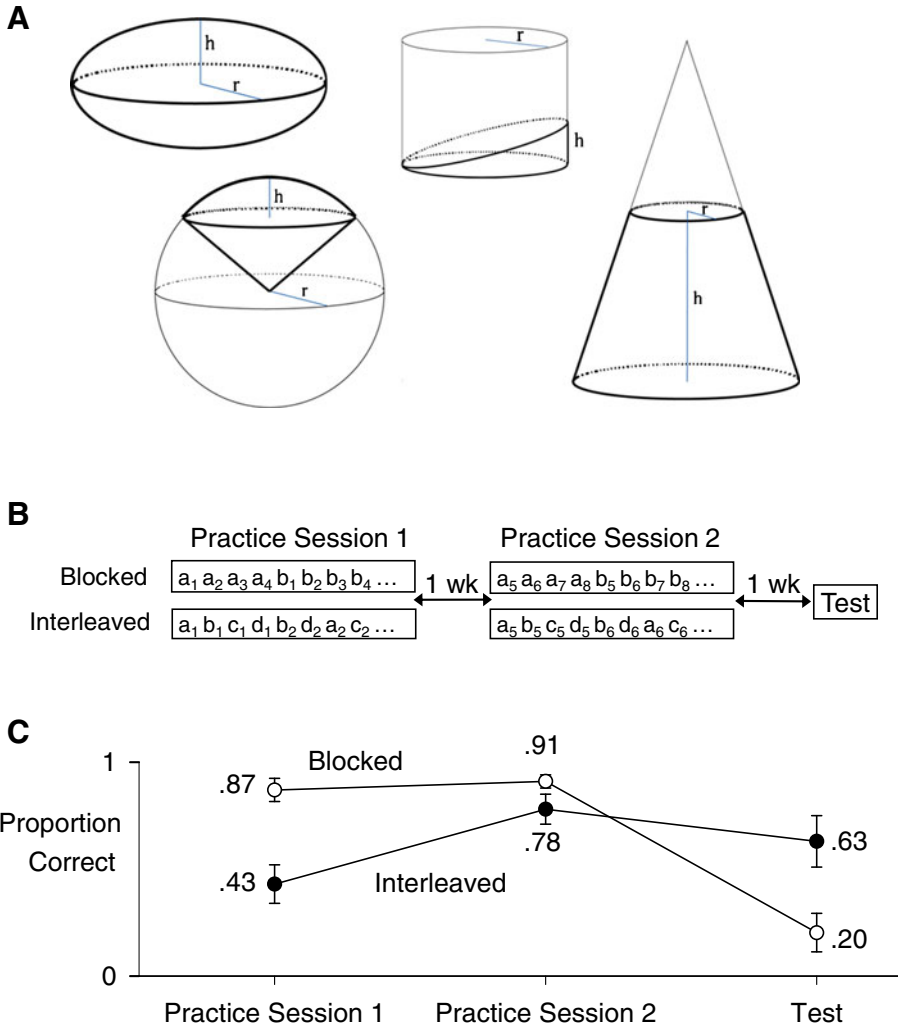 A
h
r
r
h
h
r
r
h
B
Practice Session 1
Practice Session 2
Blocked
a₁ a₂ a₃ a₄ b₁ b₂ b₃ b₄ ...
1 wk
a₅ a₆ a₇ a₈ b₅ b₆ b₇ b₈ ...
1 wk
Test
Interleaved
a₁ b₁ c₁ d₁ b₂ d₂ a₂ c₂ ...
a₅ b₅ c₅ d₅ b₆ d₆ a₆ c₆ ...
C
1
Proportion
Correct
0
.87
Blocked
.91
.43
Interleaved
.78
.63
.20
Practice Session 1
Practice Session 2
Test